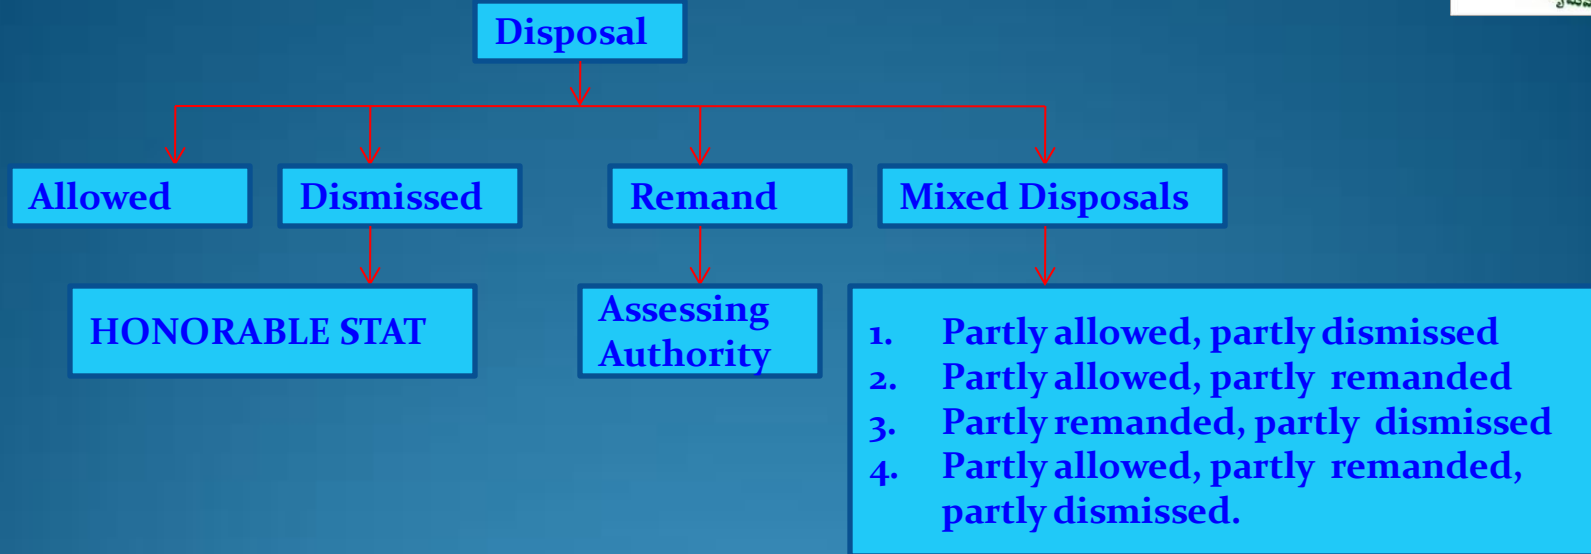 Disposal
Allowed
Dismissed
Remand
Mixed Disposals
HONORABLE STAT
Assessing
Authority
1. Partly allowed, partly dismissed
2. Partly allowed, partly remanded
3. Partly remanded, partly dismissed
4. Partly allowed, partly remanded,
partly dismissed.